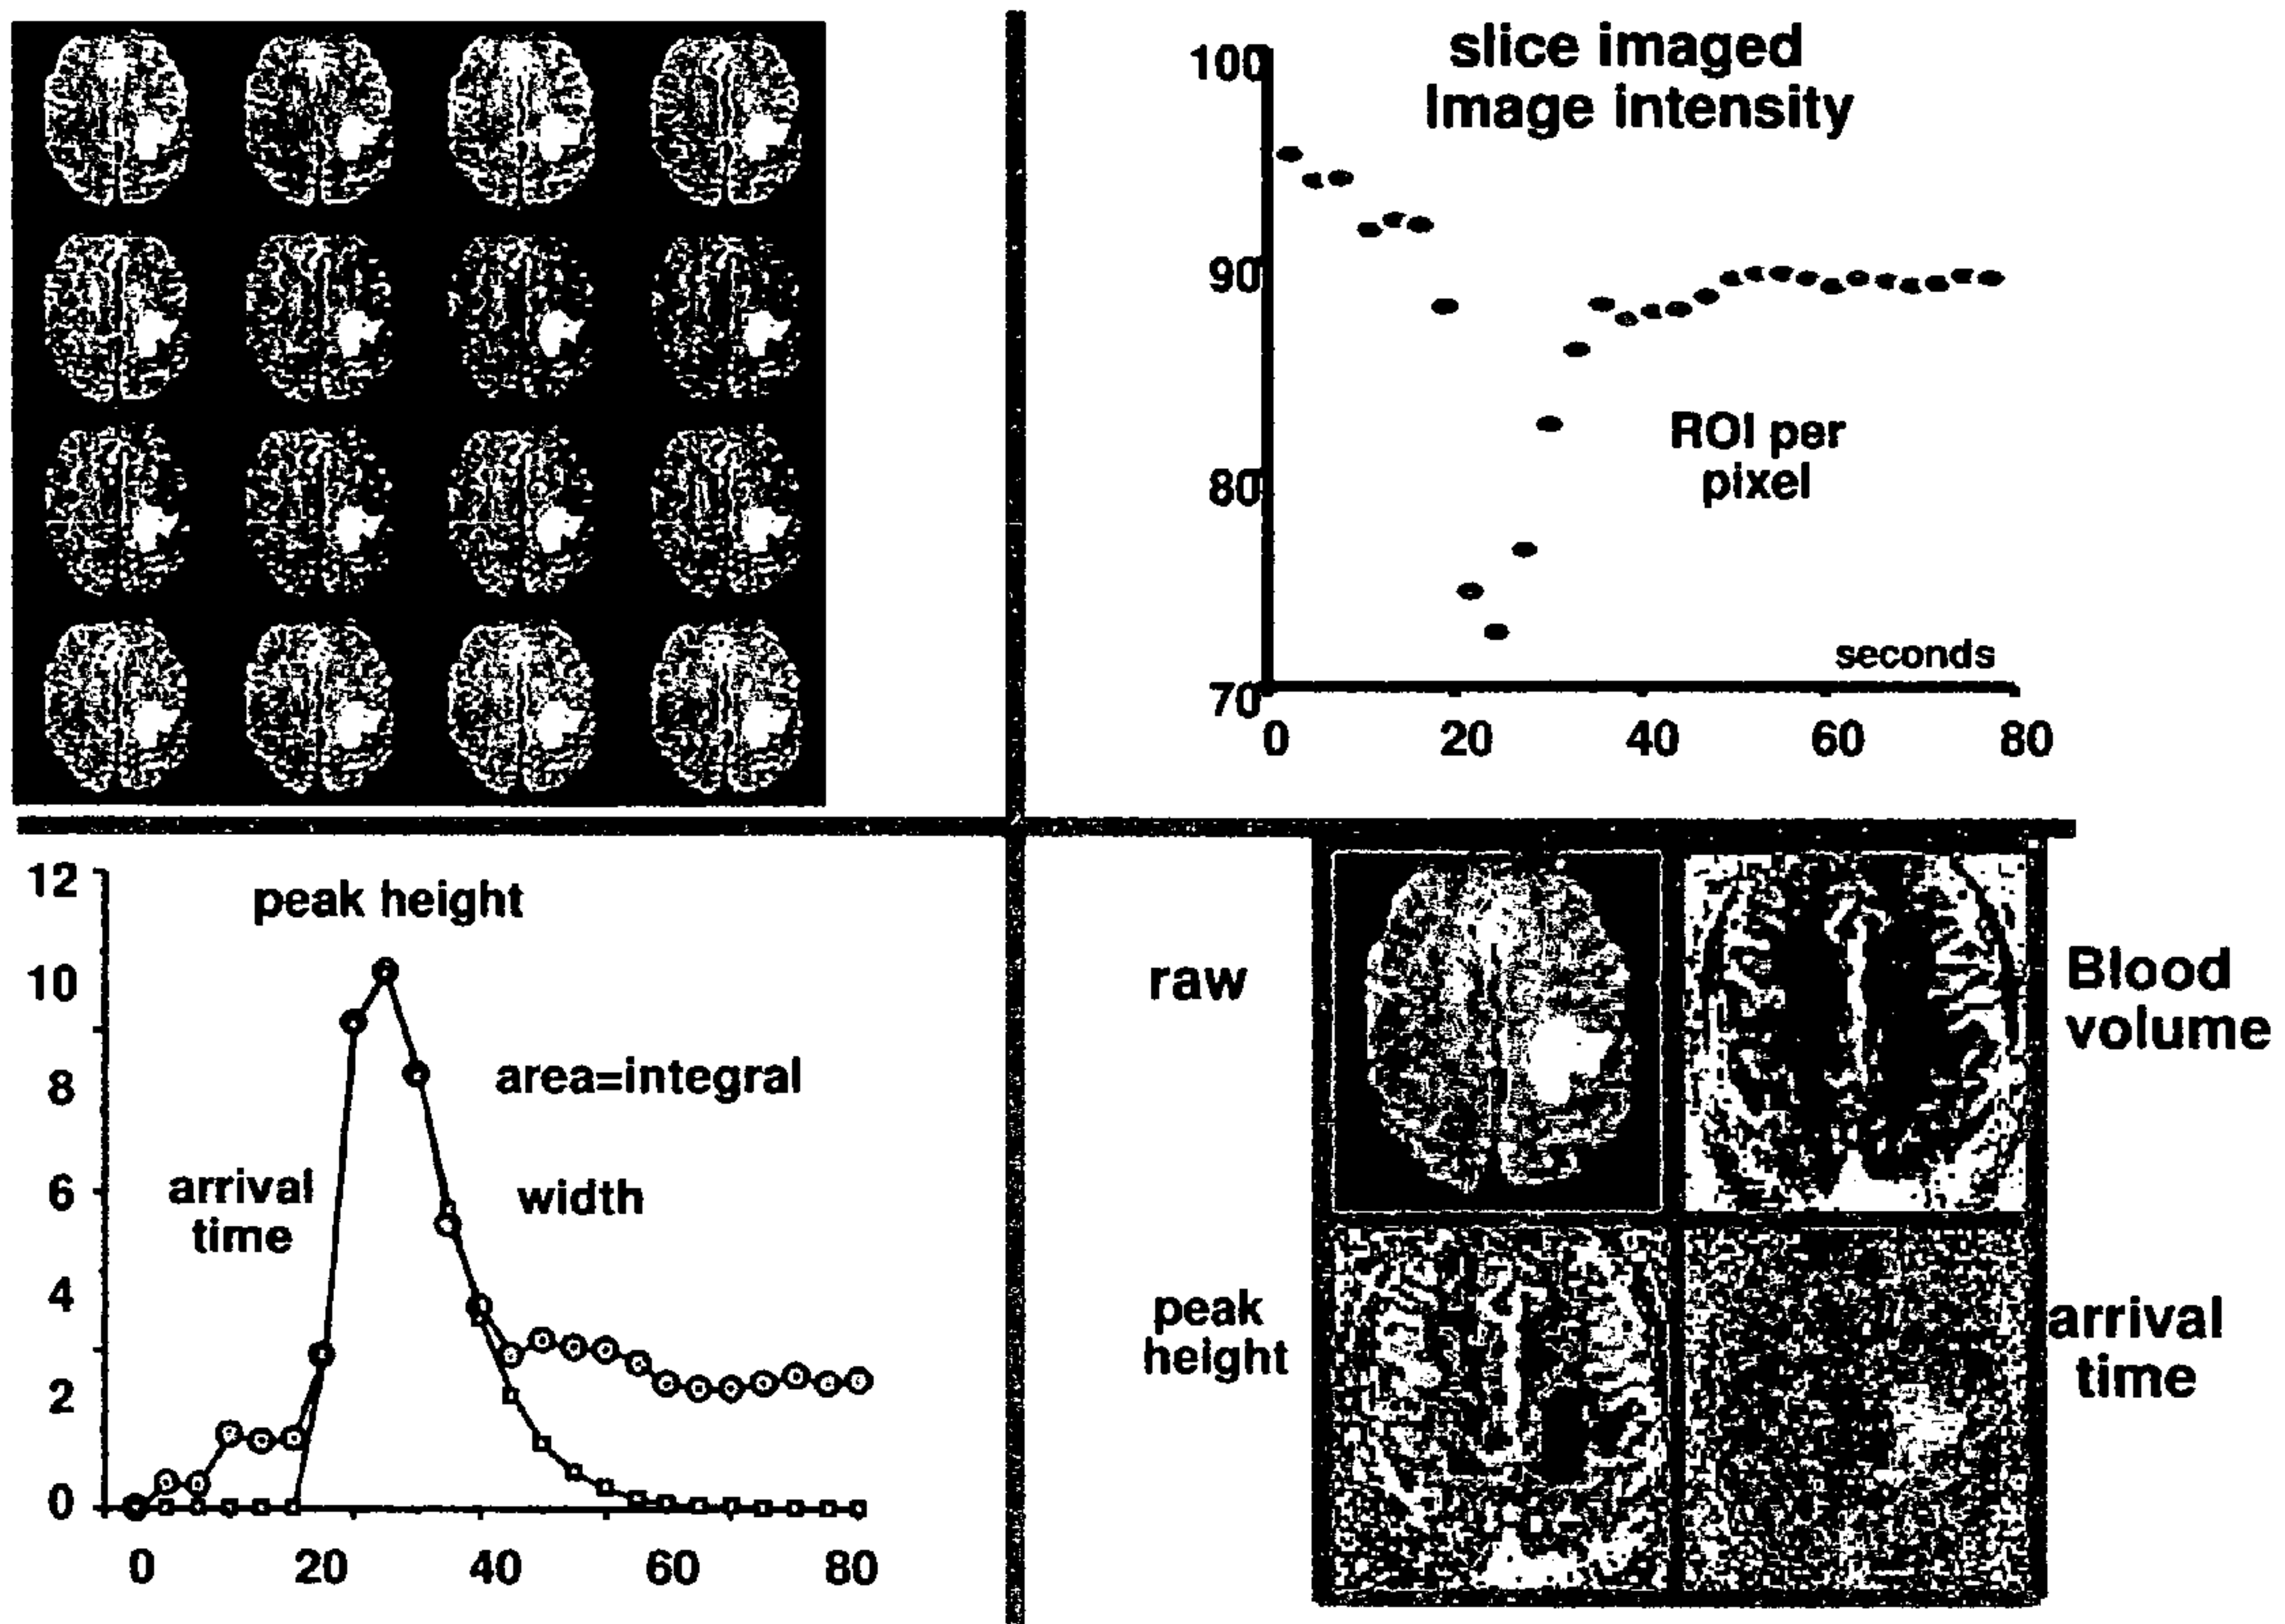 slice imaged
Image intensity
100
90
80
70
ROI per
pixel
seconds
0 20 40 60 80
12
10
8
6
4
2
0
peak height
area=integral
arrival
time
width
0 20 40 60 80
raw
Blood
volume
peak
height
arrival
time